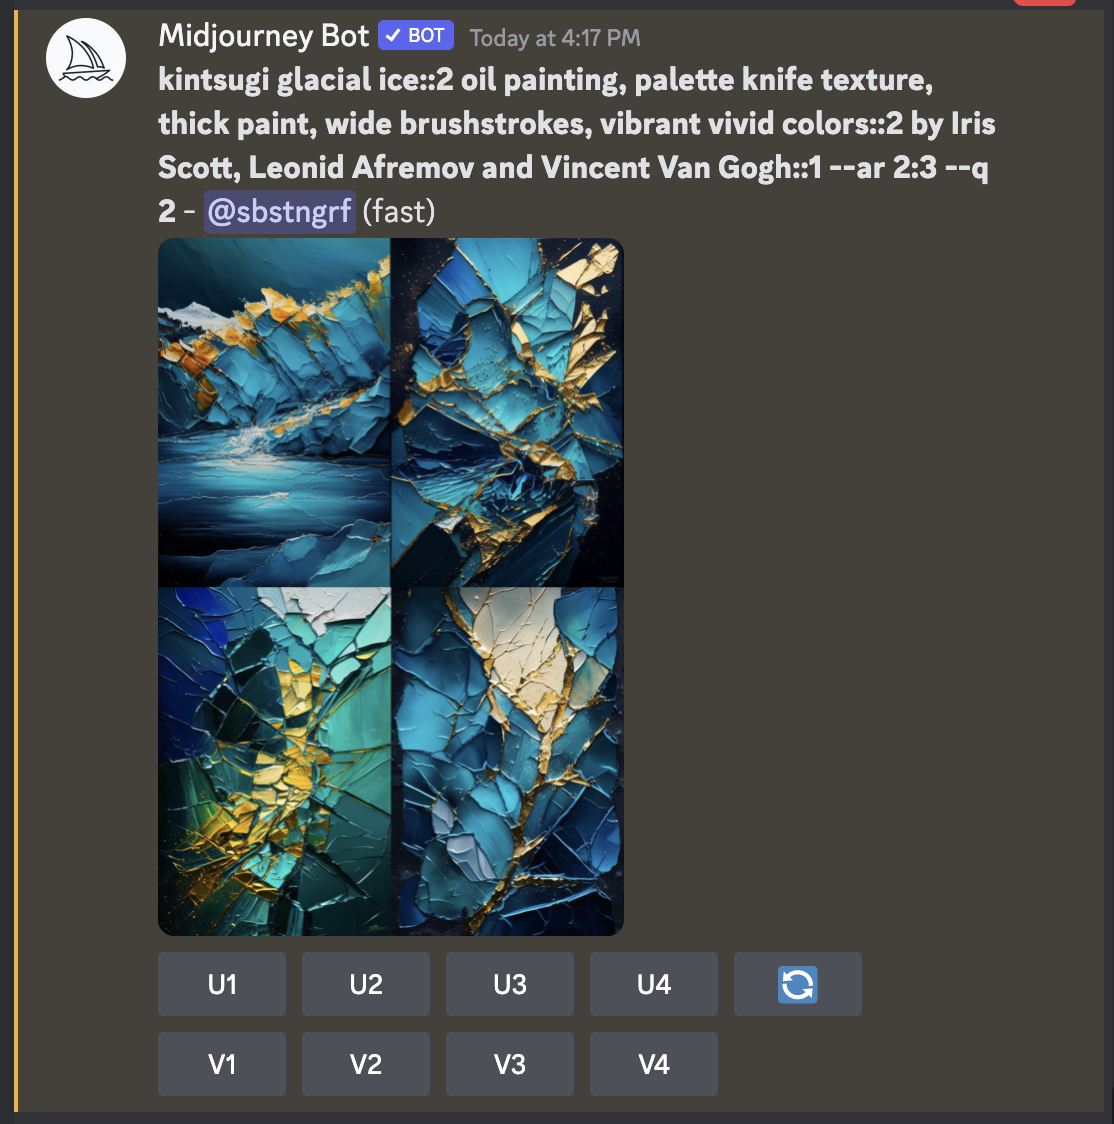 Midjourney Bot ✓ BOT Today at 4:17 PM
kintsugi glacial ice::2 oil painting, palette knife texture,
thick paint, wide brushstrokes, vibrant vivid colors::2 by Iris
Scott, Leonid Afremov and Vincent Van Gogh::1 --ar 2:3 --q
2 - @sbstngrf (fast)
U1 U2 U3 U4
V1 V2 V3 V4